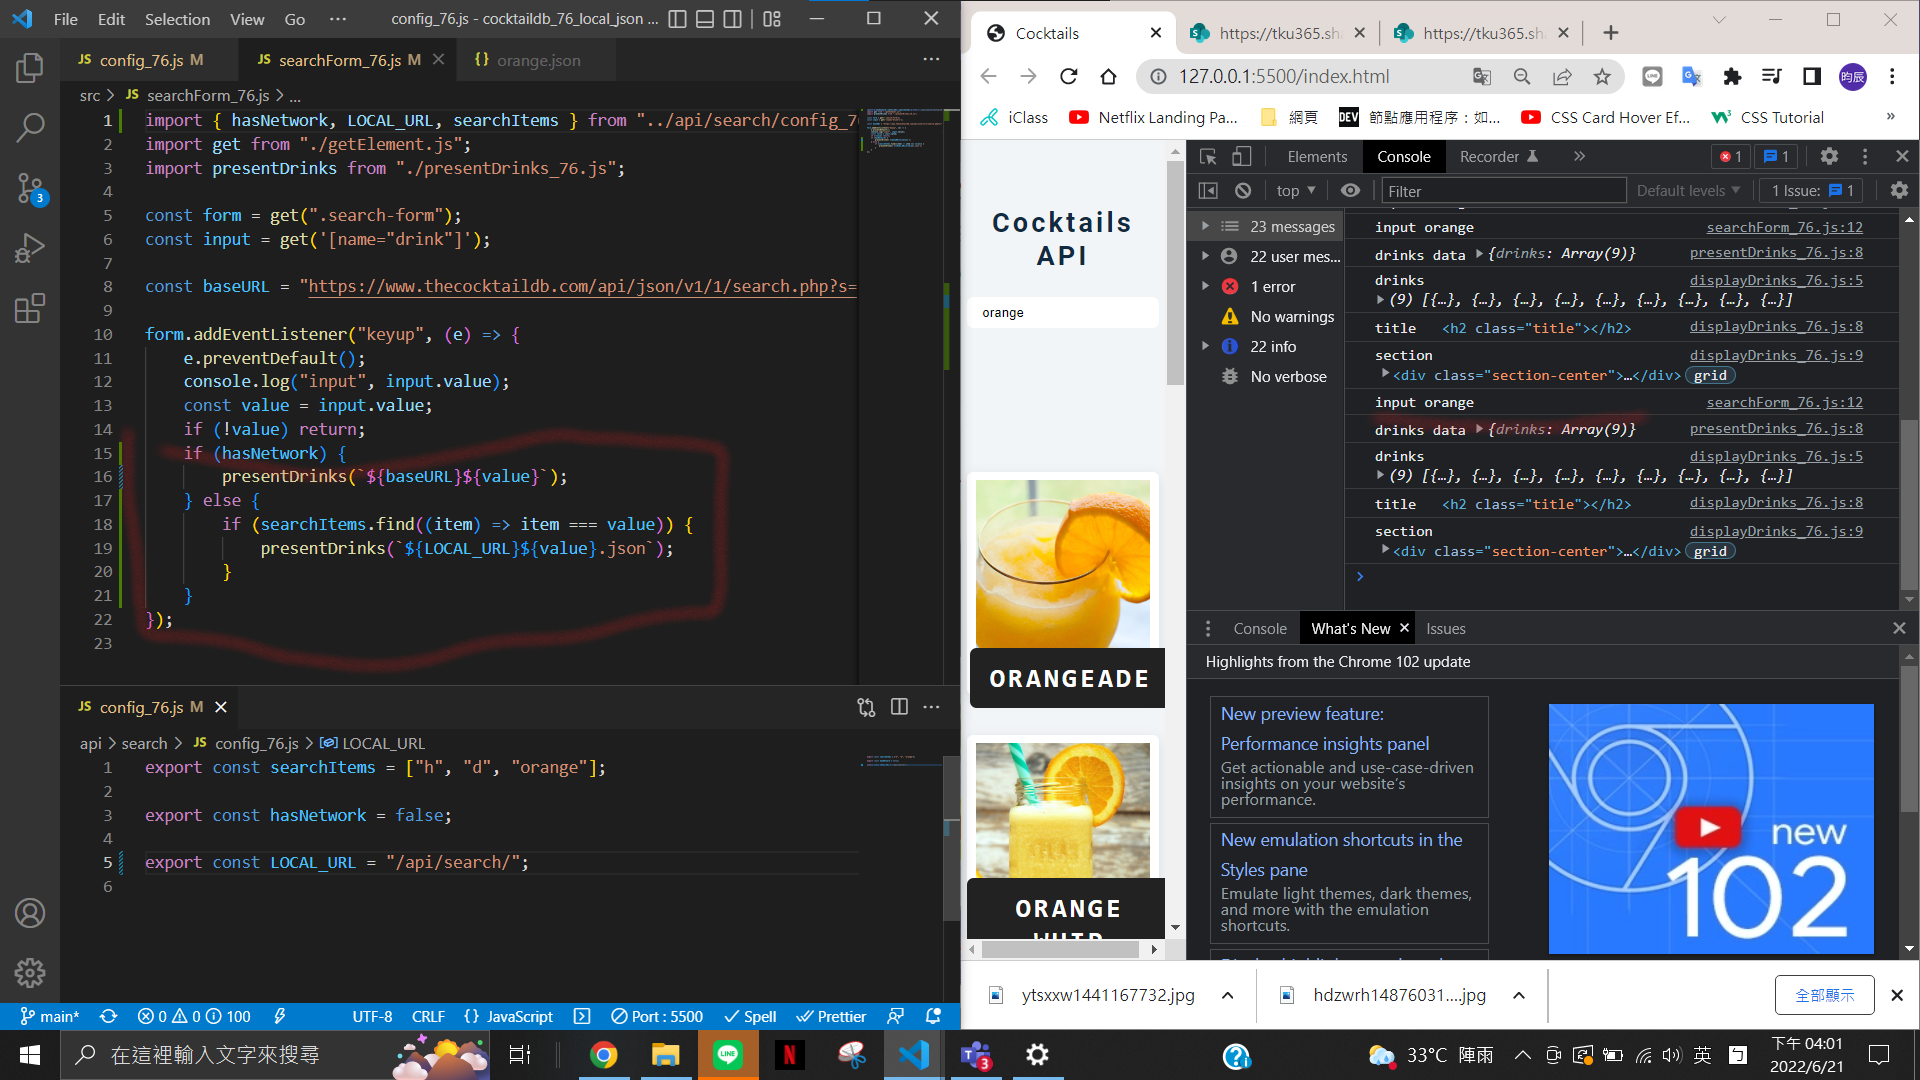 File Edit Selection View Go ··· config_76.js - cocktaildb_76_local_json ...
JS config_76.js M JS searchForm_76.js M {} orange.json
src > JS searchForm_76.js > ...
1 import { hasNetwork, LOCAL_URL, searchItems } from "../api/search/config_76
2 import get from "./getElement.js";
3 import presentDrinks from "./presentDrinks_76.js";
4
5 const form = get(".search-form");
6 const input = get('[name="drink"]');
7
8 const baseURL = "https://www.thecocktaildb.com/api/json/v1/1/search.php?s=
9
10 form.addEventListener("keyup", (e) => {
11 e.preventDefault();
12 console.log("input", input.value);
13 const value = input.value;
14 if (!value) return;
15 if (hasNetwork) {
16 presentDrinks(`${baseURL}${value}`);
17 } else {
18 if (searchItems.find((item) => item === value)) {
19 presentDrinks(`${LOCAL_URL}${value}.json`);
20 }
21 }
22 });
23
3
JS config_76.js M
api > search > JS config_76.js > LOCAL_URL
1 export const searchItems = ["h", "d", "orange"];
2
3 export const hasNetwork = false;
4
5 export const LOCAL_URL = "/api/search/";
6
main* 0 0 100 UTF-8 CRLF {} JavaScript Port : 5500 Spell Prettier
Cocktails https://tku365.sha https://tku365.sha
127.0.0.1:5500/index.html 昀辰
iClass Netflix Landing Pa... 網頁 DEV 節點應用程序：如... CSS Card Hover Ef... CSS Tutorial »
Cocktails
API
orange
ORANGEADE
ORANGE
WHIP
Elements Console Recorder » 1 1
top ▼ Filter Default levels ▼ 1 Issue: 1
23 messages
22 user mes...
1 error
No warnings
22 info
No verbose
input orange searchForm_76.js:12
drinks data {drinks: Array(9)} presentDrinks_76.js:8
drinks displayDrinks_76.js:5
(9) [{…}, {…}, {…}, {…}, {…}, {…}, {…}, {…}, {…}]
title <h2 class="title"></h2> displayDrinks_76.js:8
section displayDrinks_76.js:9
<div class="section-center">…</div> grid
input orange searchForm_76.js:12
drinks data {drinks: Array(9)} presentDrinks_76.js:8
drinks displayDrinks_76.js:5
(9) [{…}, {…}, {…}, {…}, {…}, {…}, {…}, {…}, {…}]
title <h2 class="title"></h2> displayDrinks_76.js:8
section displayDrinks_76.js:9
<div class="section-center">…</div> grid
Console What's New Issues
Highlights from the Chrome 102 update
New preview feature:
Performance insights panel
Get actionable and use-case-driven
insights on your website's
performance.
New emulation shortcuts in the
Styles pane
Emulate light themes, dark themes,
and more with the emulation
shortcuts.
new
102
ytsxxw1441167732.jpg hdzwrh14876031....jpg 全部顯示
在這裡輸入文字來搜尋 LINE N 3 33°C 陣雨 英 下午 04:01
2022/6/21